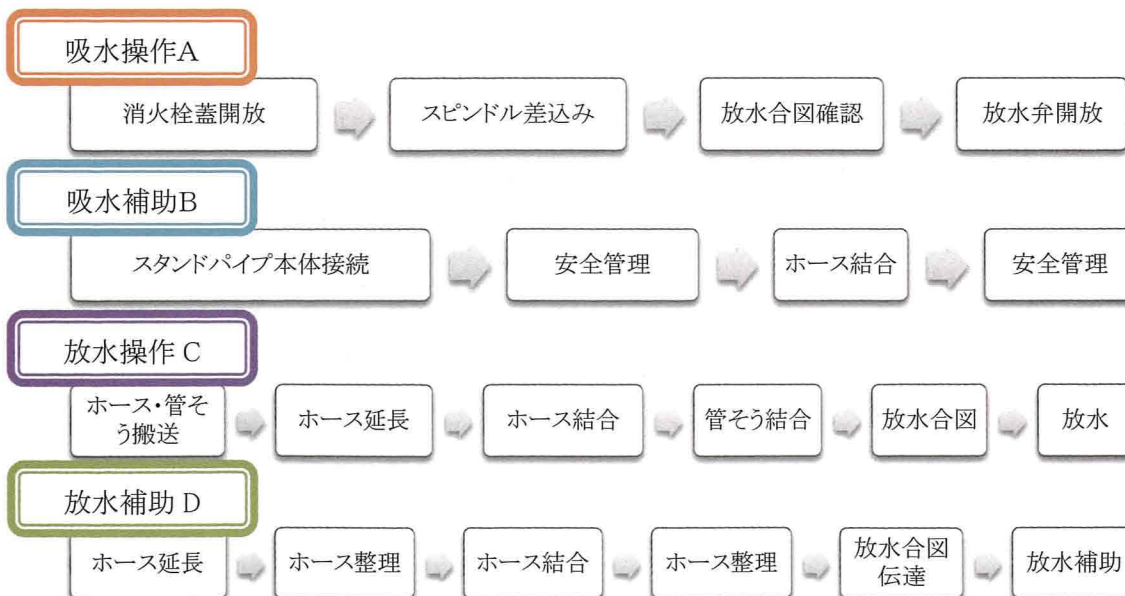 吸水操作A
消火栓蓋開放
スピンドル差込み
放水合図確認
放水弁開放
吸水補助B
スタンドパイプ本体接続
安全管理
ホース結合
安全管理
放水操作 C
ホース・管そ
う搬送
ホース延長
ホース結合
管そう結合
放水合図
放水
放水補助 D
ホース延長
ホース整理
ホース結合
ホース整理
放水合図
伝達
放水補助